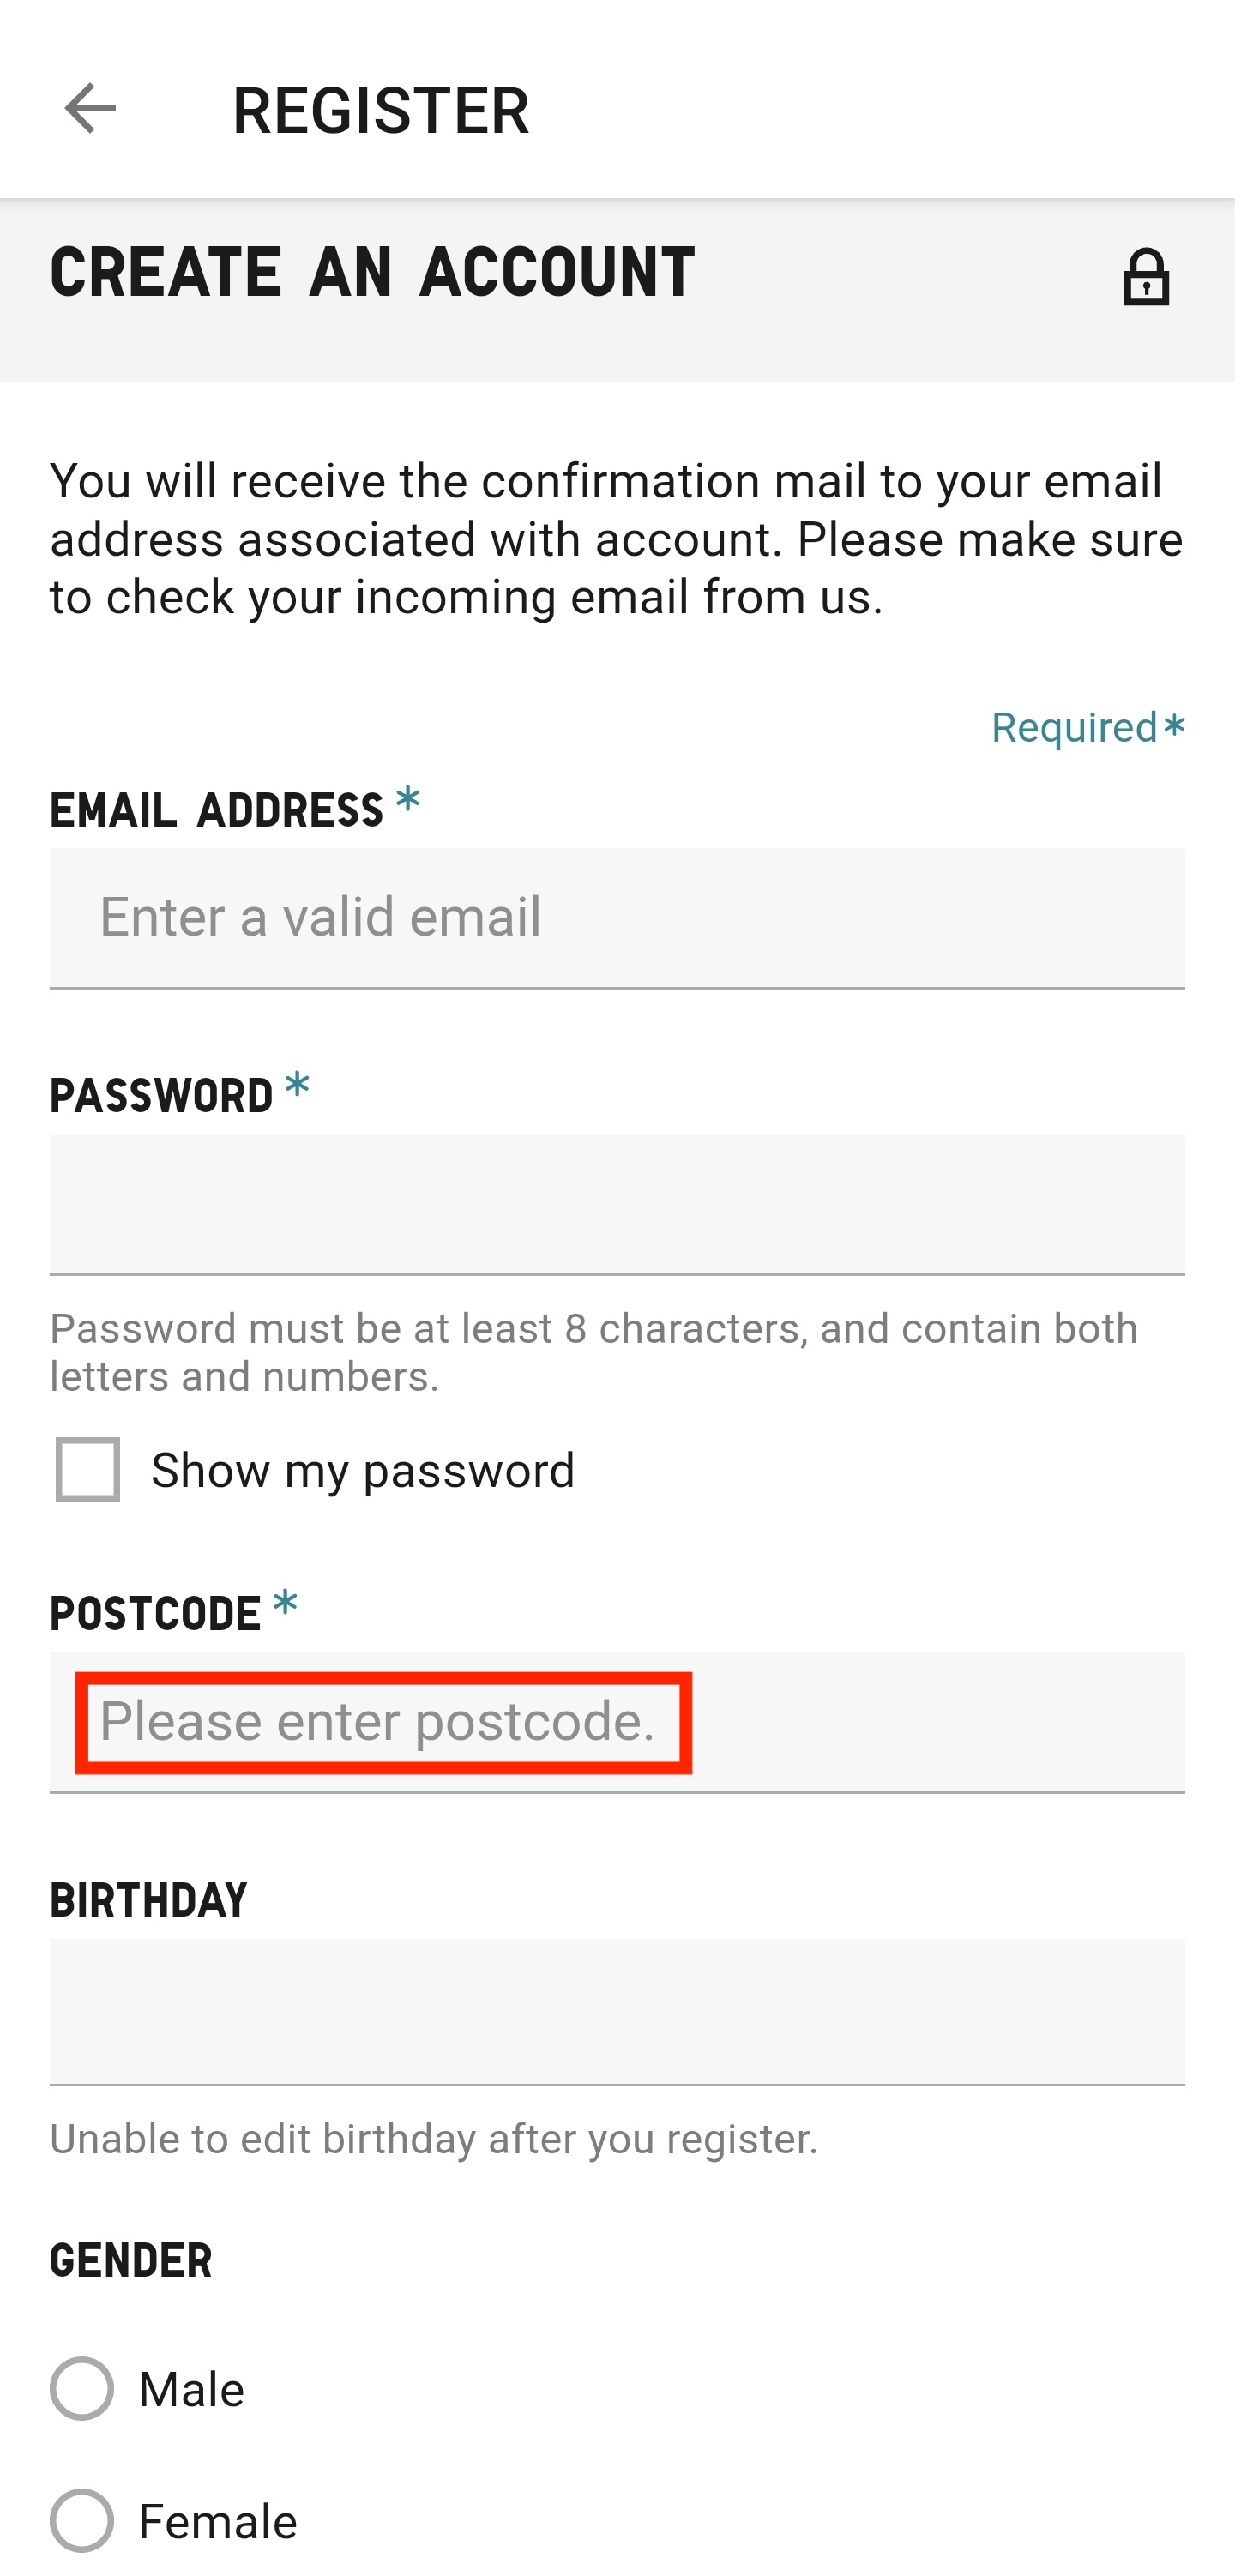 REGISTER
CREATE AN ACCOUNT
You will receive the confirmation mail to your email
address associated with account. Please make sure
to check your incoming email from us.
Required*
EMAIL ADDRESS *
Enter a valid email
PASSWORD *
Password must be at least 8 characters, and contain both
letters and numbers.
Show my password
POSTCODE *
Please enter postcode.
BIRTHDAY
Unable to edit birthday after you register.
GENDER
Male
Female